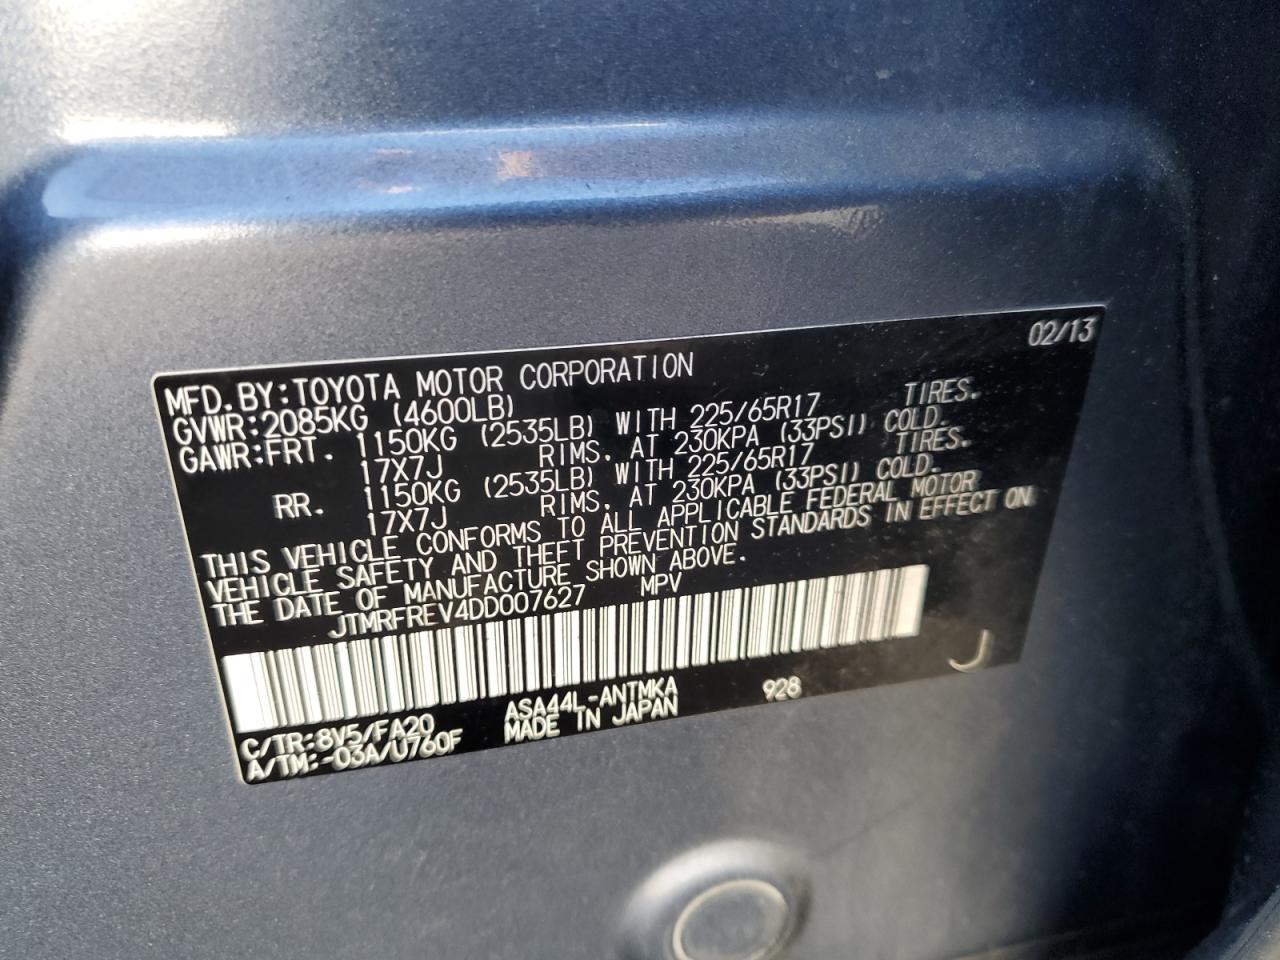 02/13
MFD. BY: TOYOTA MOTOR CORPORATION
GVWR: 2085KG (4600LB)
GAWR: FRT. 1150KG (2535LB) WITH 225/65R17 TIRES.
17X7J RIMS, AT 230KPA (33PSI) COLD.
RR. 1150KG (2535LB) WITH 225/65R17 TIRES.
17X7J RIMS, AT 230KPA (33PSI) COLD.
THIS VEHICLE CONFORMS TO ALL APPLICABLE FEDERAL MOTOR
VEHICLE SAFETY AND THEFT PREVENTION STANDARDS IN EFFECT ON
THE DATE OF MANUFACTURE SHOWN ABOVE.
JTMRFREV4DD007627 MPV
J
C/TR: 8V5/FA20 ASA44L-ANTMKA 928
A/TM: -03A/U760F MADE IN JAPAN